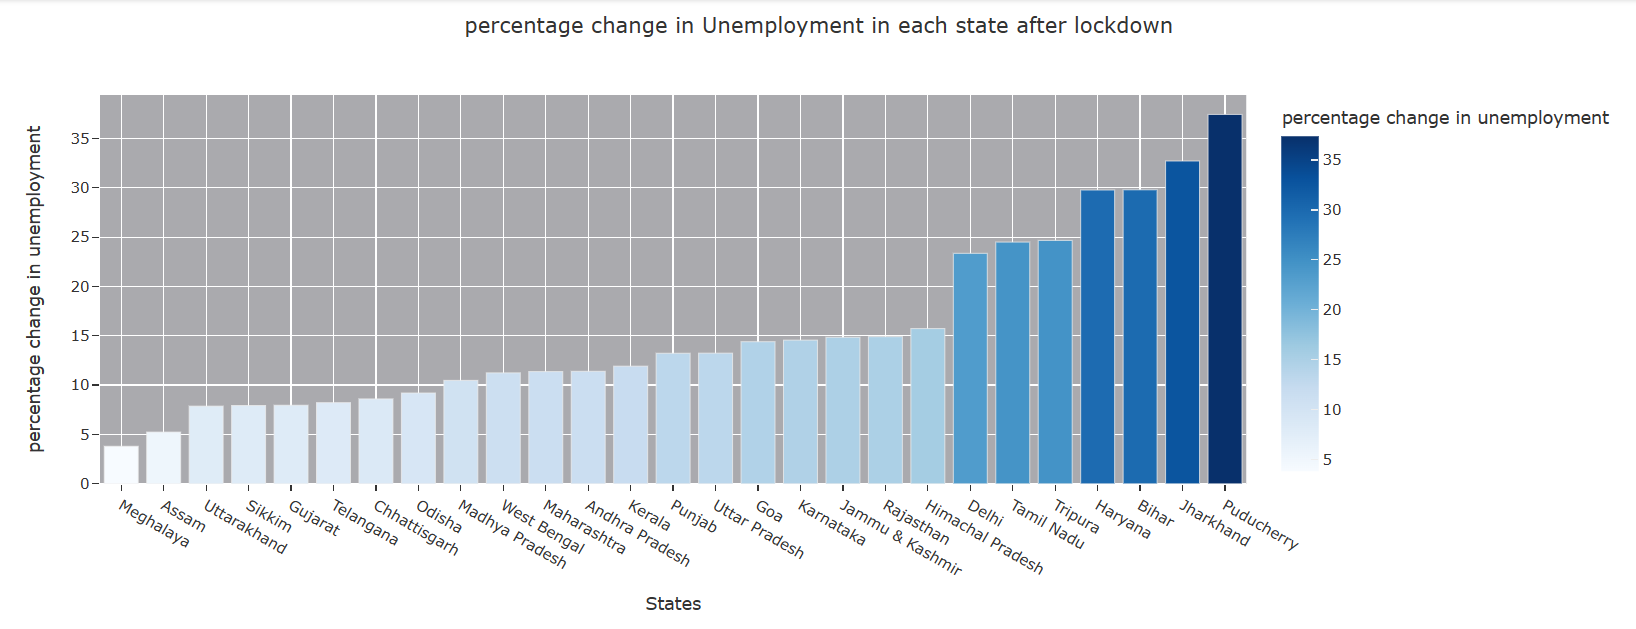 percentage change in Unemployment in each state after lockdown
percentage change in unemployment
35
30
25
20
15
10
5
0
Meghalaya
Assam
Uttarakhand
Sikkim
Gujarat
Telangana
Chhattisgarh
Odisha
Madhya Pradesh
West Bengal
Maharashtra
Andhra Pradesh
Kerala
Punjab
Uttar Pradesh
Goa
Karnataka
Jammu & Kashmir
Rajasthan
Himachal Pradesh
Delhi
Tamil Nadu
Tripura
Haryana
Bihar
Jharkhand
Puducherry
States
percentage change in unemployment
35
30
25
20
15
10
5